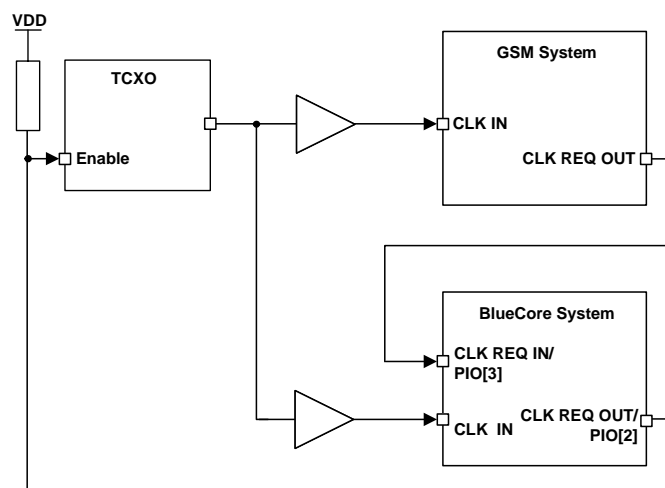 VDD
TCXO
Enable
GSM System
CLK IN
CLK REQ OUT
BlueCore System
CLK REQ IN/
PIO[3]
CLK IN
CLK REQ OUT/
PIO[2]